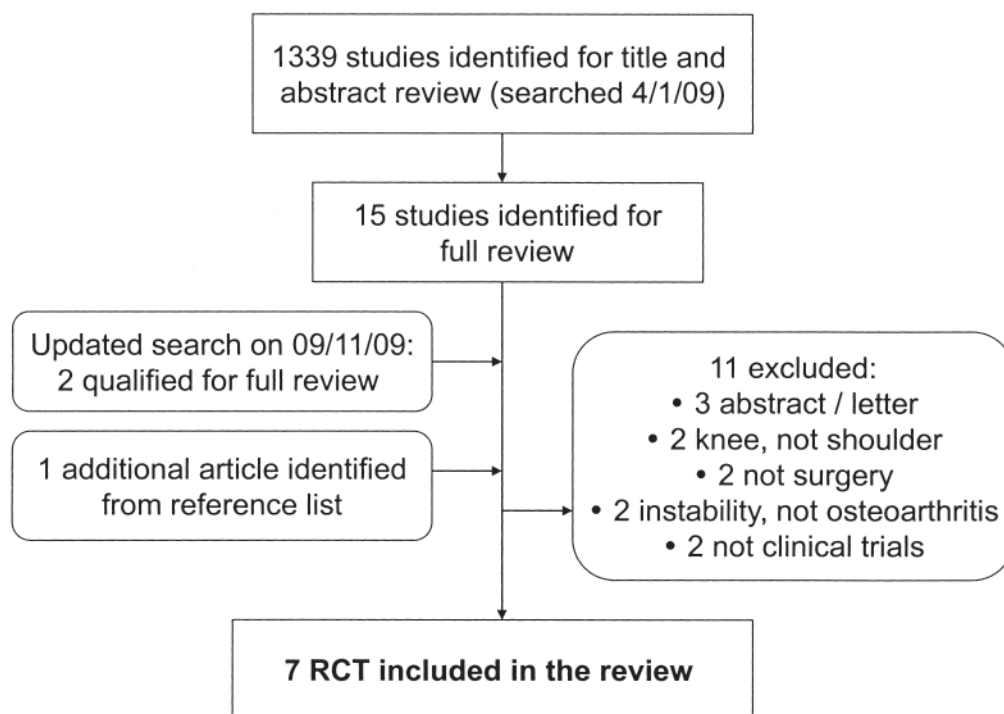 1339 studies identified for title and
abstract review (searched 4/1/09)
15 studies identified for
full review
Updated search on 09/11/09:
2 qualified for full review
1 additional article identified
from reference list
11 excluded:
• 3 abstract / letter
• 2 knee, not shoulder
• 2 not surgery
• 2 instability, not osteoarthritis
• 2 not clinical trials
7 RCT included in the review